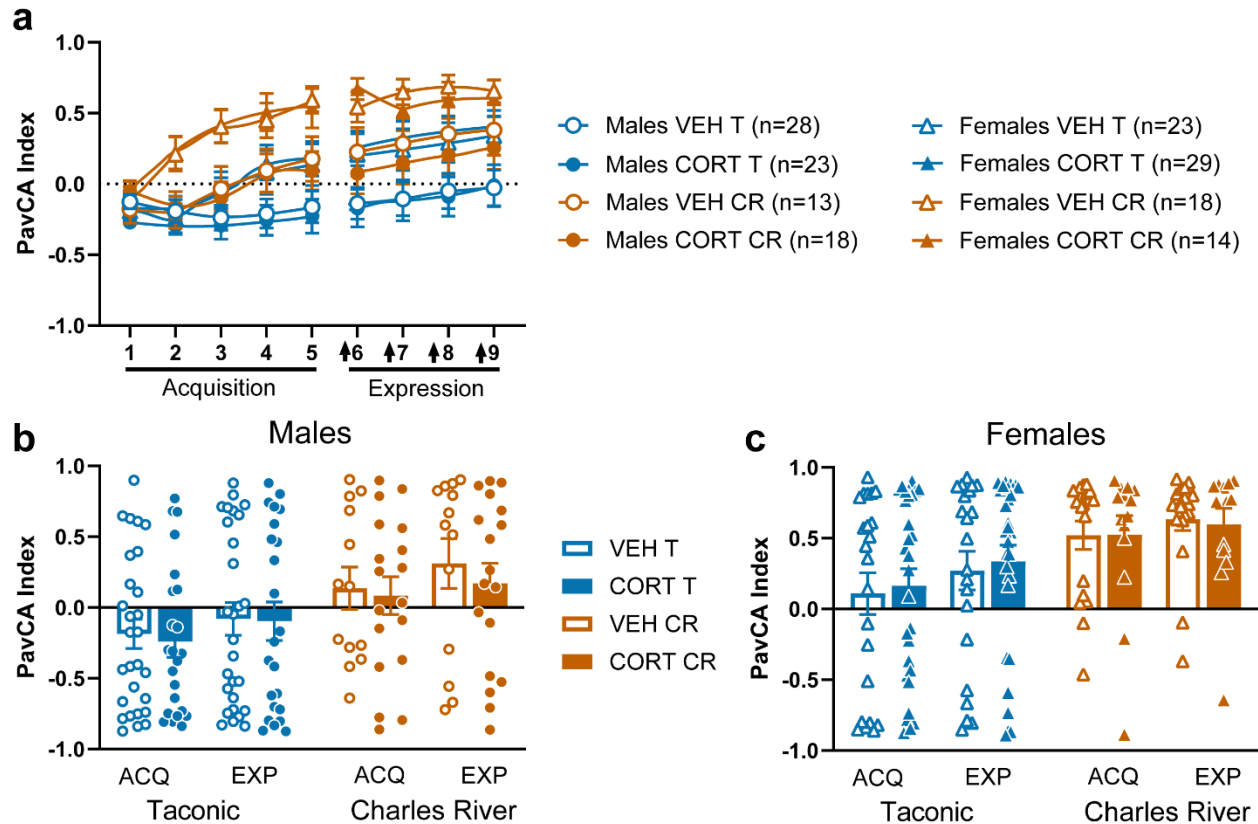 a
PavCA Index
1.0
0.5
0.0
-0.5
-1.0
1 2 3 4 5 6 7 8 9
Acquisition Expression
Males VEH T (n=28)
Males CORT T (n=23)
Males VEH CR (n=13)
Males CORT CR (n=18)
Females VEH T (n=23)
Females CORT T (n=29)
Females VEH CR (n=18)
Females CORT CR (n=14)
b
Males
PavCA Index
1.0
0.5
0.0
-0.5
-1.0
ACQ EXP ACQ EXP
Taconic Charles River
VEH T
CORT T
VEH CR
CORT CR
c
Females
PavCA Index
1.0
0.5
0.0
-0.5
-1.0
ACQ EXP ACQ EXP
Taconic Charles River